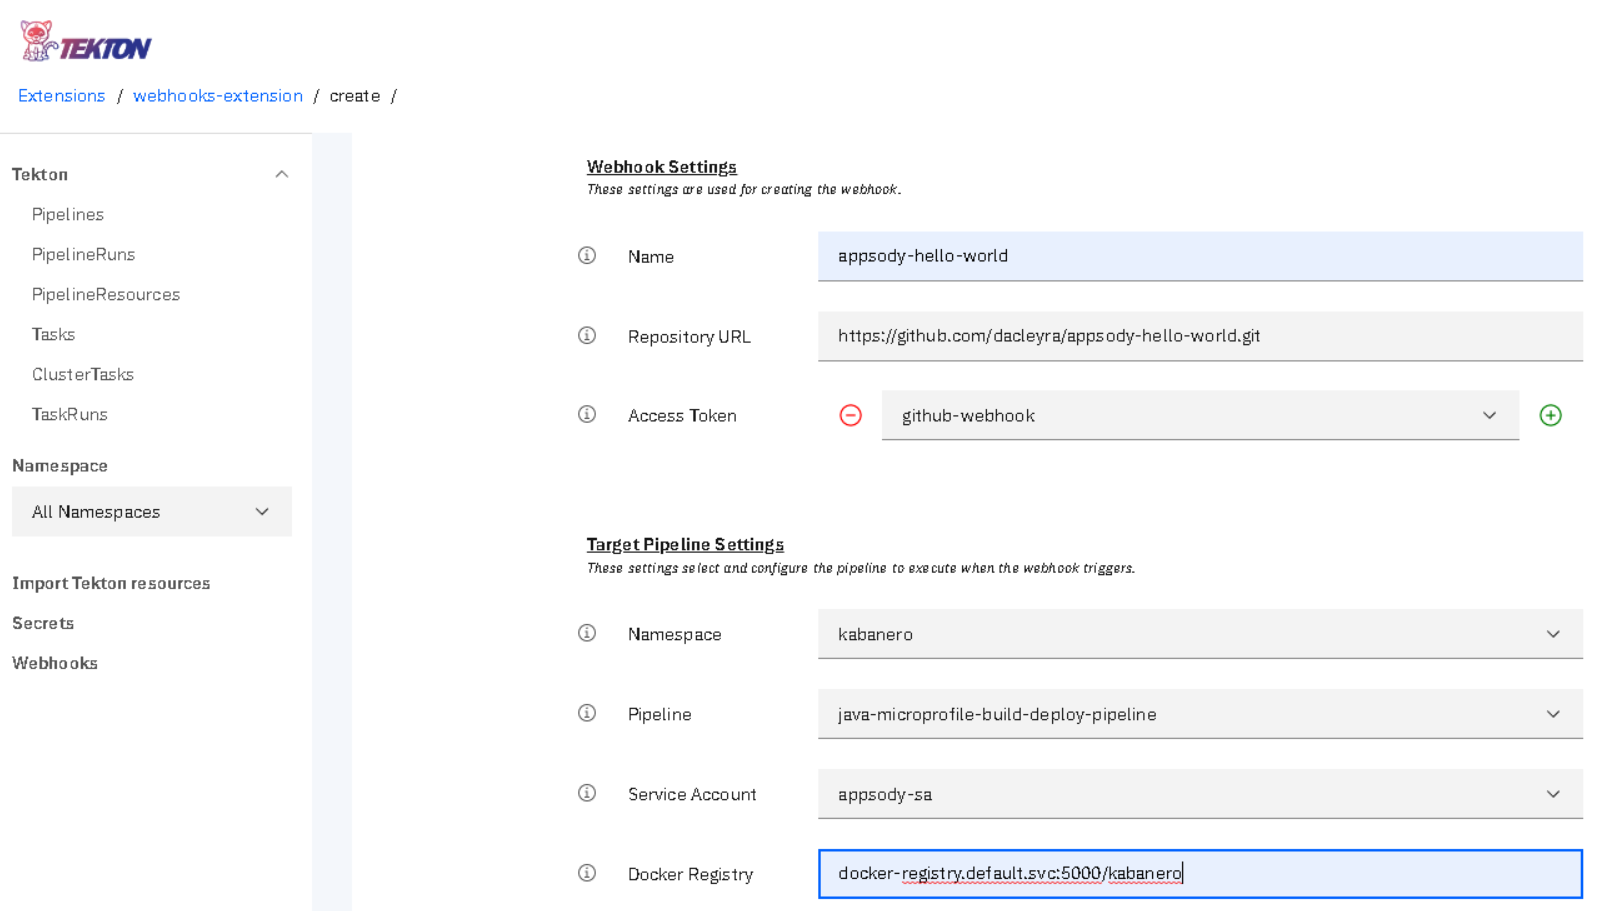 TEKTON
Extensions / webhooks-extension / create /
Tekton
Pipelines
PipelineRuns
PipelineResources
Tasks
ClusterTasks
TaskRuns
Namespace
All Namespaces
Import Tekton resources
Secrets
Webhooks
Webhook Settings
These settings are used for creating the webhook.
Name appsody-hello-world
Repository URL https://github.com/dacleyra/appsody-hello-world.git
Access Token github-webhook
Target Pipeline Settings
These settings select and configure the pipeline to execute when the webhook triggers.
Namespace kabanero
Pipeline java-microprofile-build-deploy-pipeline
Service Account appsody-sa
Docker Registry docker-registry.default.svc:5000/kabanero